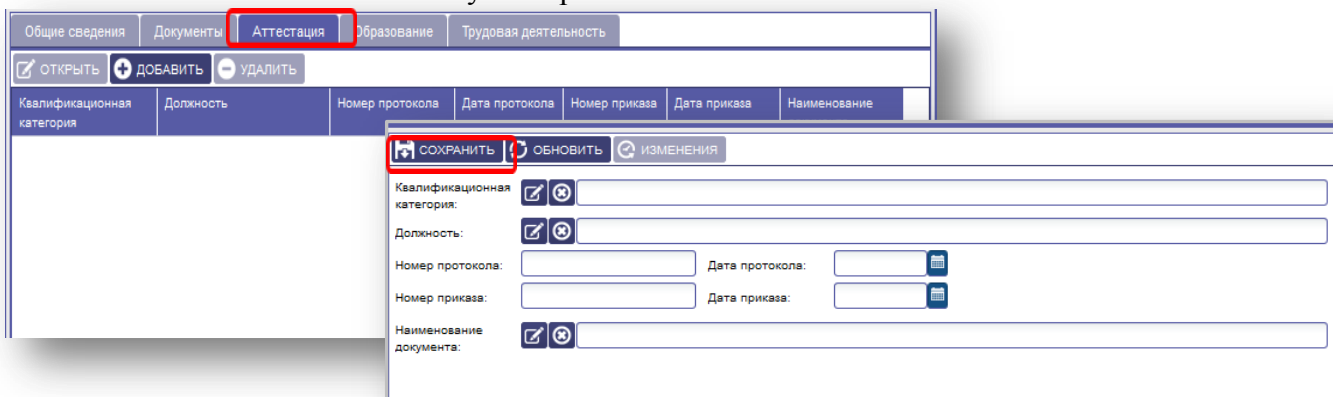 Общие сведения Документы Аттестация Образование Трудовая деятельность
ОТКРЫТЬ ДОБАВИТЬ УДАЛИТЬ
Квалификационная категория Должность Номер протокола Дата протокола Номер приказа Дата приказа Наименование
СОХРАНИТЬ ОБНОВИТЬ ИЗМЕНЕНИЯ
Квалификационная
категория:
Должность:
Номер протокола: Дата протокола:
Номер приказа: Дата приказа:
Наименование
документа: